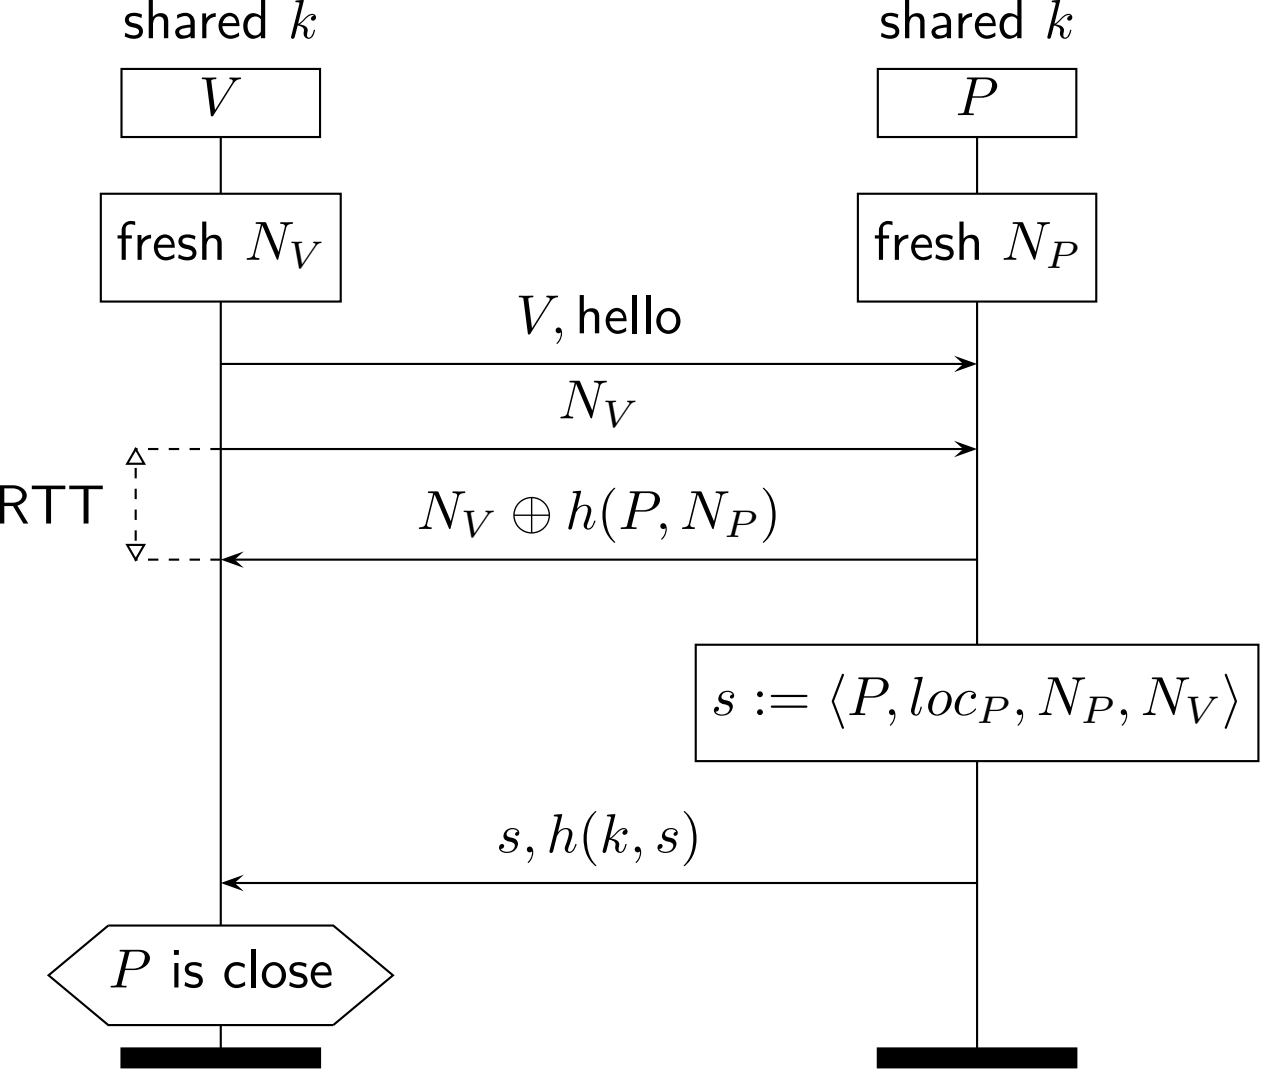 shared k
shared k
V
P
fresh N_V
fresh N_P
V, hello
N_V
RTT
N_V ⊕ h(P, N_P)
s := ⟨P, loc_P, N_P, N_V⟩
s, h(k, s)
P is close